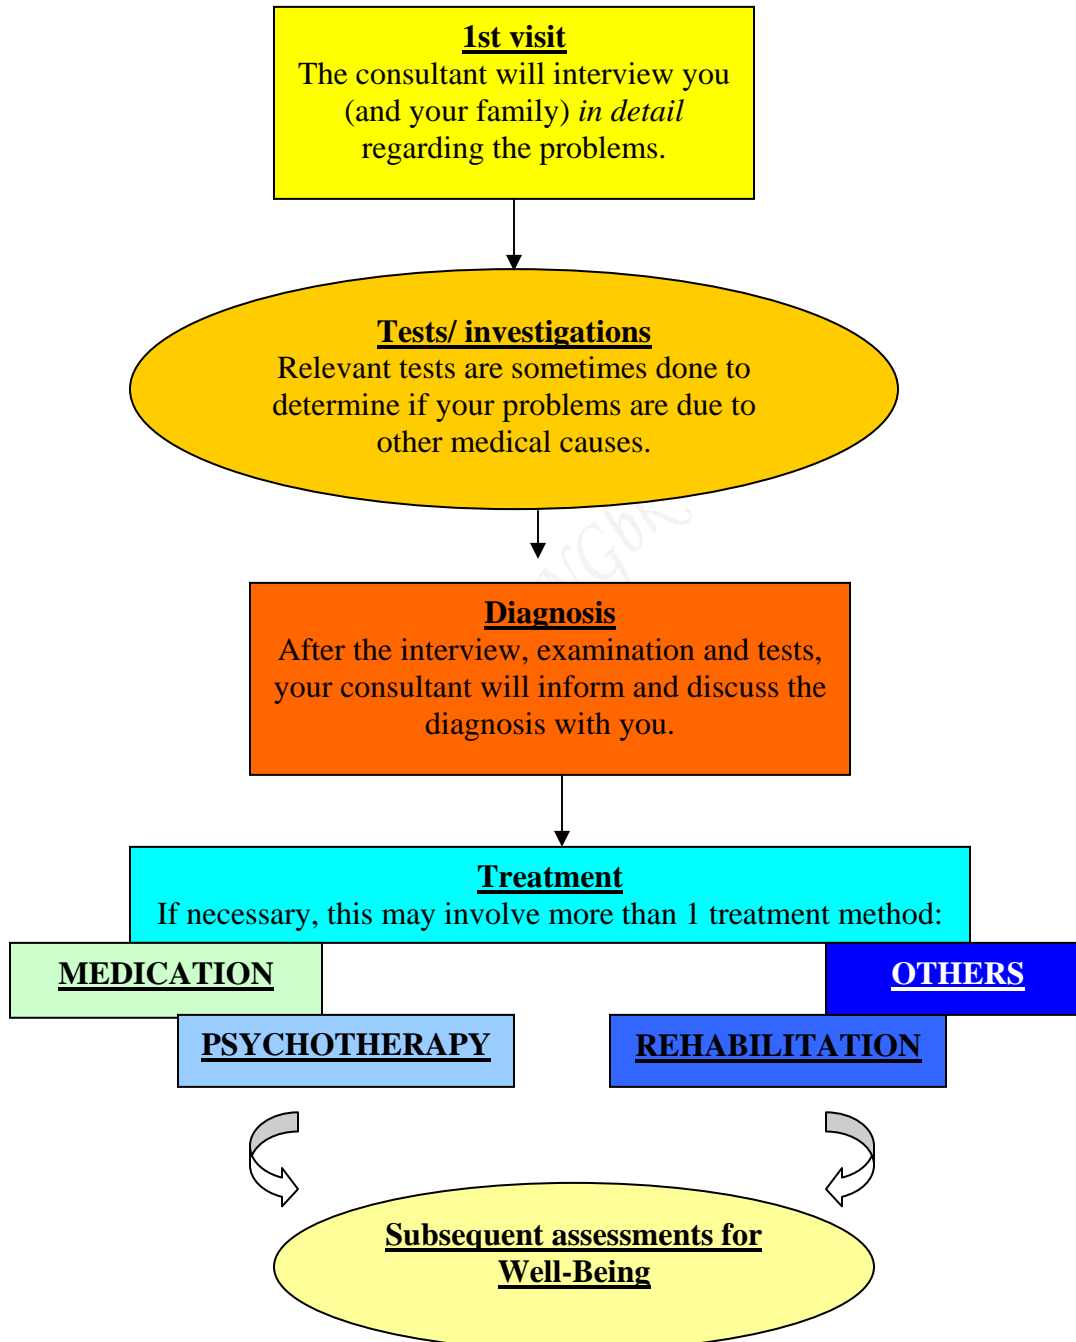 1st visit
The consultant will interview you
(and your family) in detail
regarding the problems.
Tests/ investigations
Relevant tests are sometimes done to
determine if your problems are due to
other medical causes.
Diagnosis
After the interview, examination and tests,
your consultant will inform and discuss the
diagnosis with you.
Treatment
If necessary, this may involve more than 1 treatment method:
MEDICATION
OTHERS
PSYCHOTHERAPY
REHABILITATION
Subsequent assessments for
Well-Being